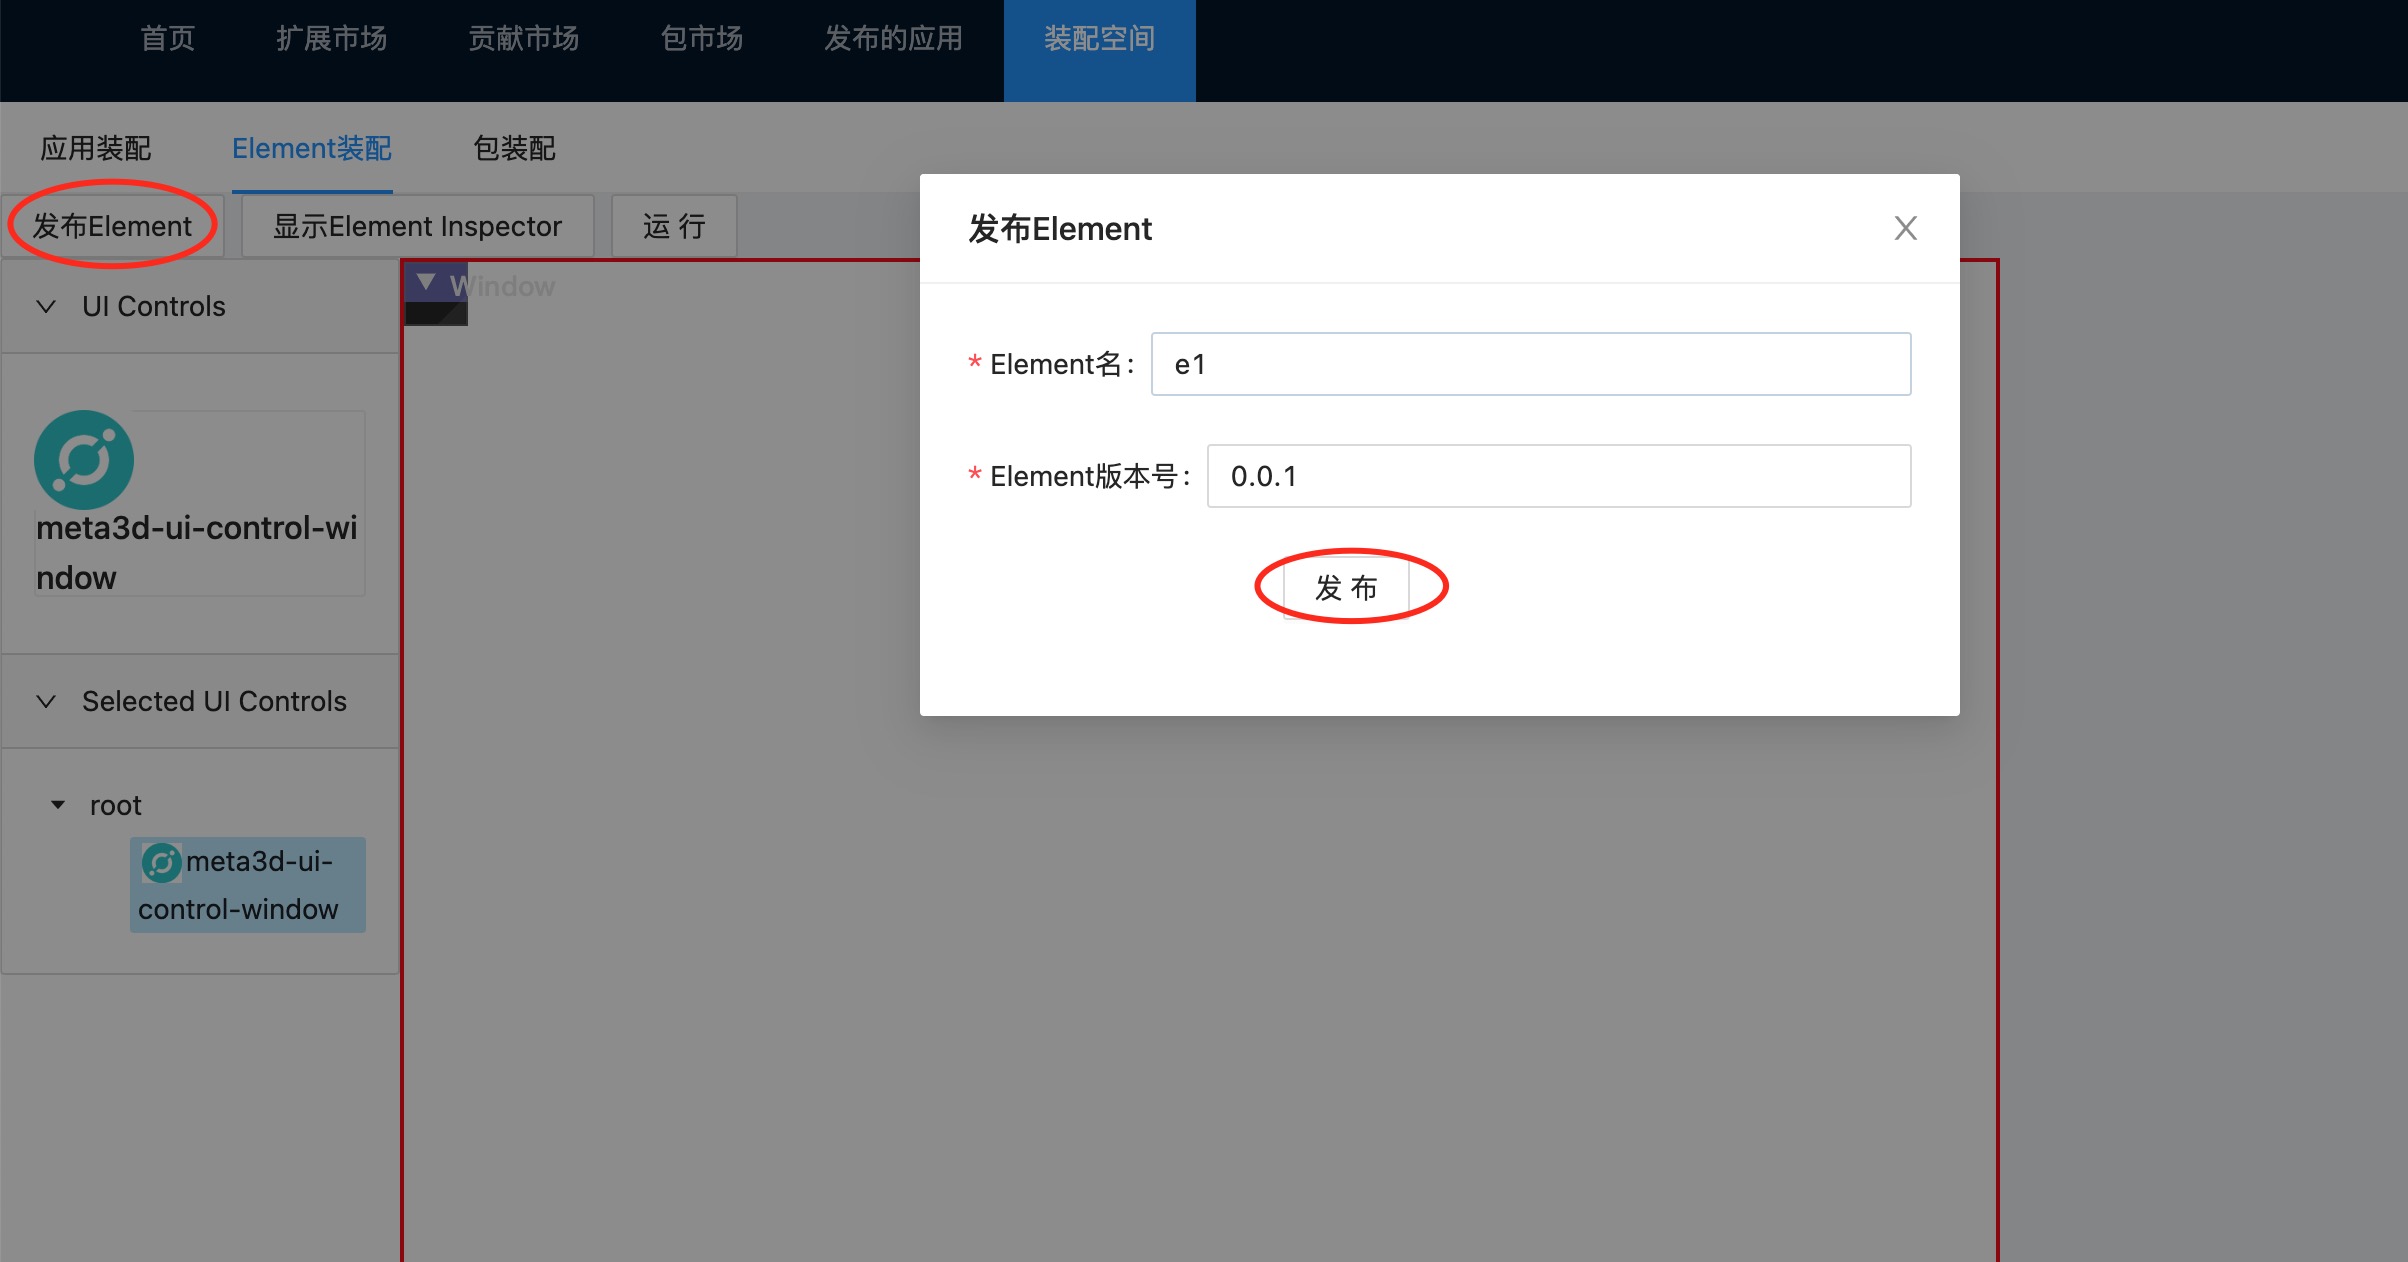 首页 扩展市场 贡献市场 包市场 发布的应用 装配空间
应用装配 Element装配 包装配
发布Element 显示Element Inspector 运 行
UI Controls
meta3d-ui-control-wi
ndow
Selected UI Controls
root
meta3d-ui-
control-window
Window
发布Element
* Element名:
e1
* Element版本号:
0.0.1
发 布